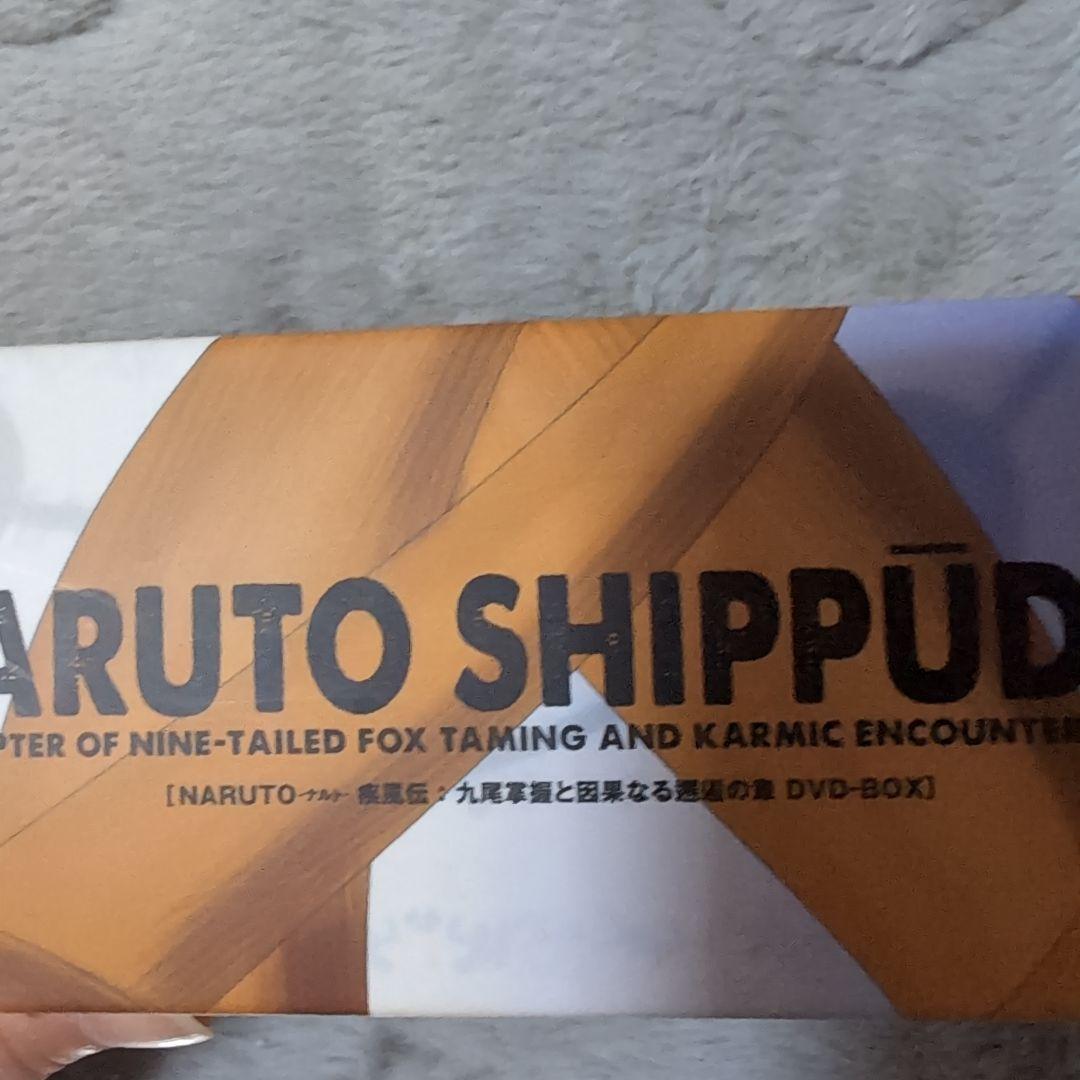 ARUTO SHIPPŪD
PTER OF NINE-TAILED FOX TAMING AND KARMIC ENCOUNTE
[NARUTO-ナルト- 疾風伝:九尾掌握と因果なる邂逅の章 DVD-BOX]